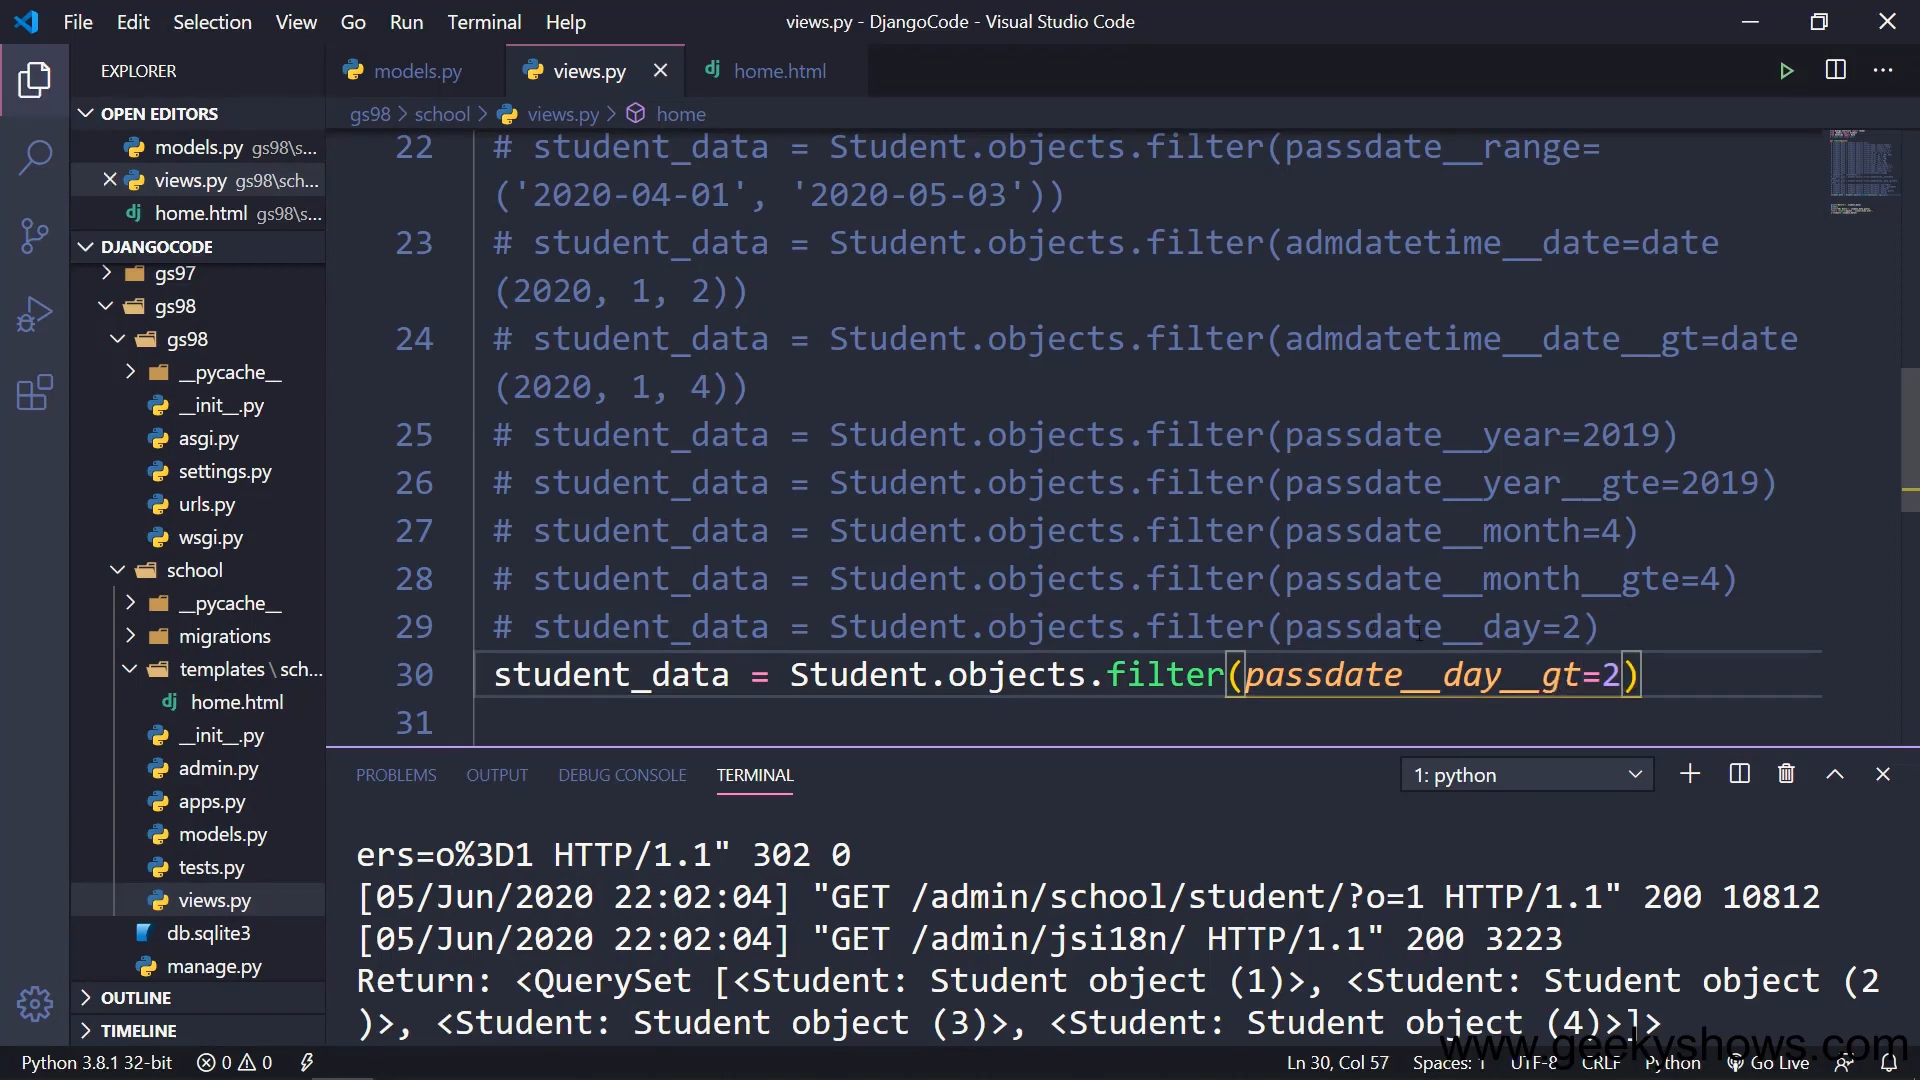 File Edit Selection View Go Run Terminal Help views.py - DjangoCode - Visual Studio Code
EXPLORER
models.py views.py home.html
OPEN EDITORS
gs98 > school > views.py > home
models.py gs98\s...
views.py gs98\sch...
home.html gs98\s...
DJANGOCODE
gs97
gs98
gs98
__pycache__
__init__.py
asgi.py
settings.py
urls.py
wsgi.py
school
__pycache__
migrations
templates \ sch...
home.html
__init__.py
admin.py
apps.py
models.py
tests.py
views.py
db.sqlite3
manage.py
OUTLINE
TIMELINE
22 # student_data = Student.objects.filter(passdate__range=
('2020-04-01', '2020-05-03'))
23 # student_data = Student.objects.filter(admdatetime__date=date
(2020, 1, 2))
24 # student_data = Student.objects.filter(admdatetime__date__gt=date
(2020, 1, 4))
25 # student_data = Student.objects.filter(passdate__year=2019)
26 # student_data = Student.objects.filter(passdate__year__gte=2019)
27 # student_data = Student.objects.filter(passdate__month=4)
28 # student_data = Student.objects.filter(passdate__month__gte=4)
29 # student_data = Student.objects.filter(passdate__day=2)
30 student_data = Student.objects.filter(passdate__day__gt=2)
31
PROBLEMS OUTPUT DEBUG CONSOLE TERMINAL 1: python
ers=o%3D1 HTTP/1.1" 302 0
[05/Jun/2020 22:02:04] "GET /admin/school/student/?o=1 HTTP/1.1" 200 10812
[05/Jun/2020 22:02:04] "GET /admin/jsi18n/ HTTP/1.1" 200 3223
Return: <QuerySet [<Student: Student object (1)>, <Student: Student object (2
)>, <Student: Student object (3)>, <Student: Student object (4)>]>
www.geekyshows.com
Python 3.8.1 32-bit 0 0 Ln 30, Col 57 Spaces: 1 UTF-8 CRLF Python Go Live